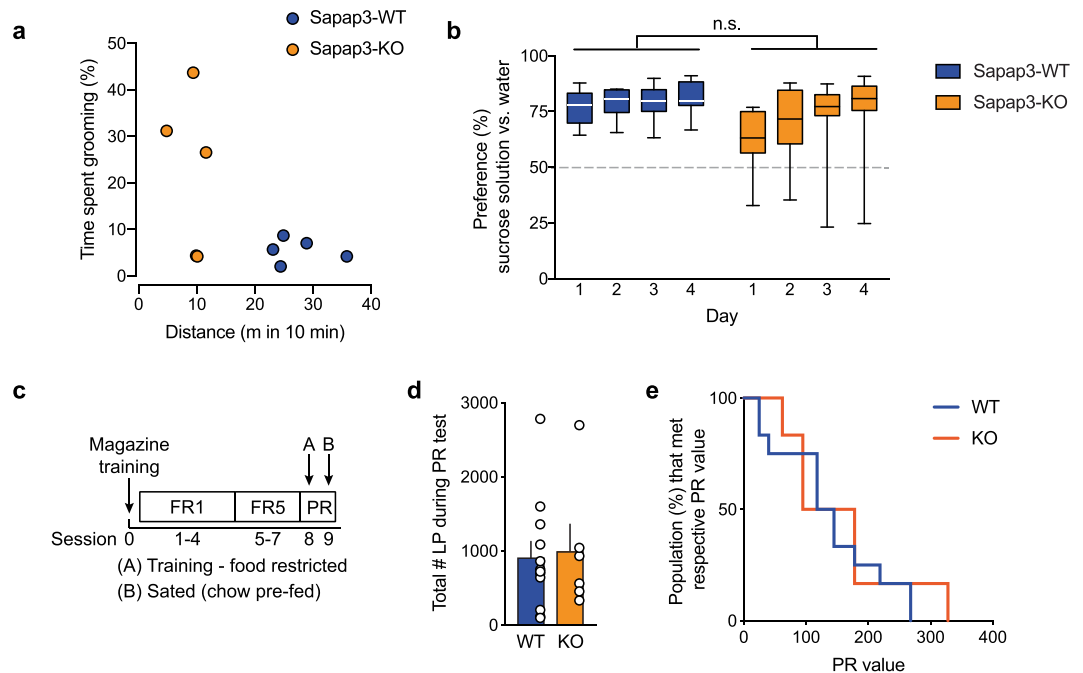 a
Sapap3-WT
Sapap3-KO
50
40
30
20
10
0
Time spent grooming (%)
0 10 20 30 40
Distance (m in 10 min)
b
n.s.
Sapap3-WT
Sapap3-KO
100
75
50
25
0
Preference (%)
sucrose solution vs. water
1 2 3 4 1 2 3 4
Day
c
Magazine
training
A B
FR1 FR5 PR
Session 0 1-4 5-7 8 9
(A) Training - food restricted
(B) Sated (chow pre-fed)
d
3000
2000
1000
0
Total # LP during PR test
WT KO
e
WT
KO
100
50
0
Population (%) that met
respective PR value
0 100 200 300 400
PR value